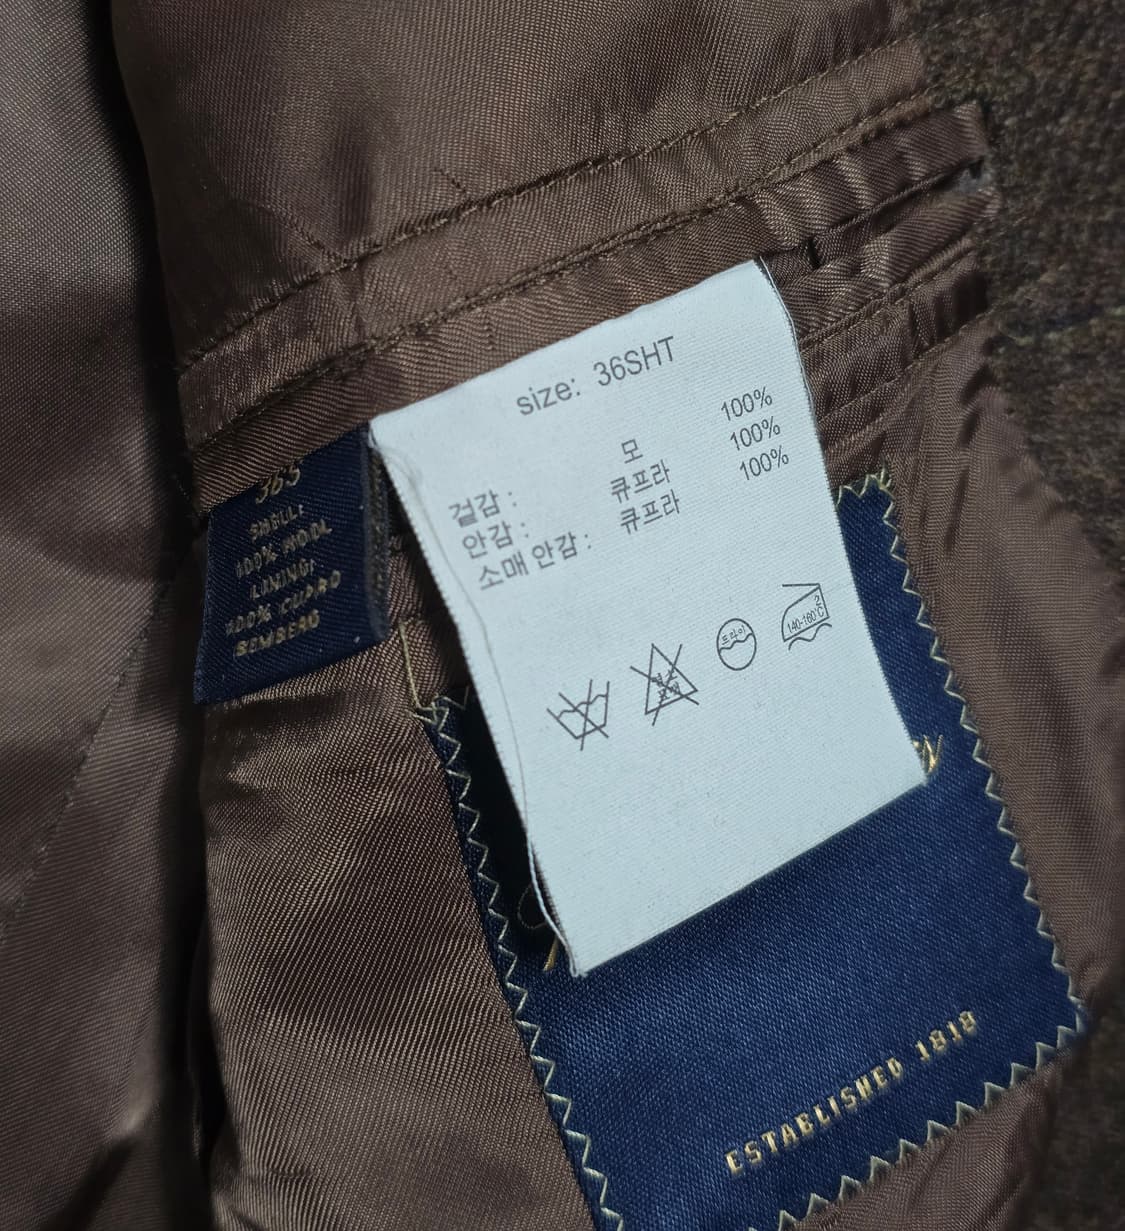 size: 36SHT
겉감 : 모 100%
안감 : 큐프라 100%
소매 안감 : 큐프라 100%
드라이
2
140-160℃
36S
SHELL:
100% WOOL
LINING:
100% CUPRO
BEMBERG
ESTABLISHED 1818